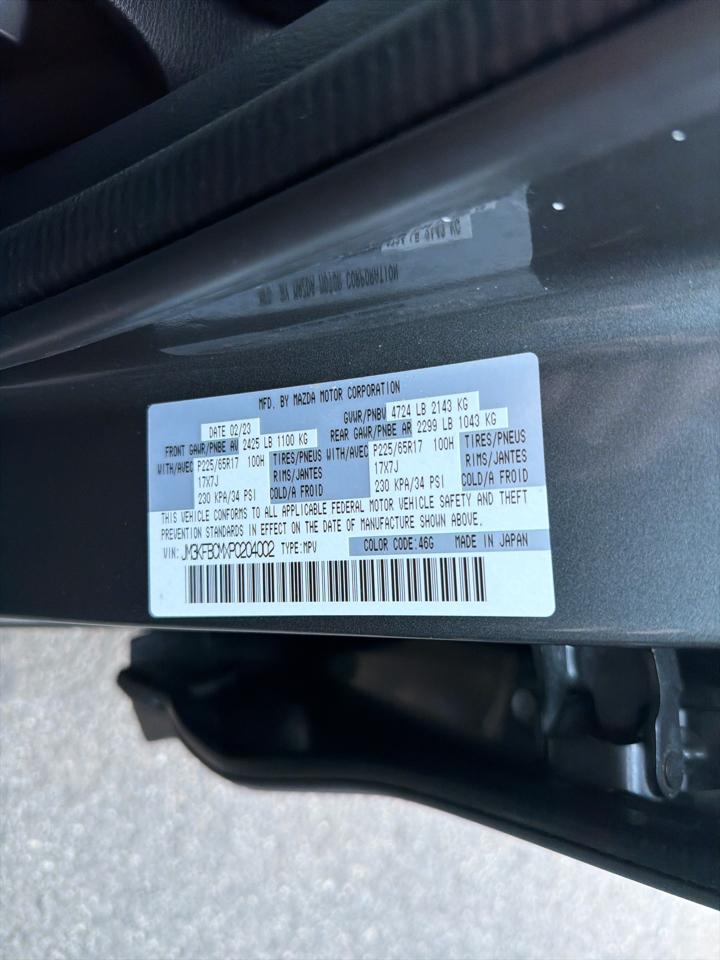 MFD. BY MAZDA MOTOR CORPORATION
DATE 02/23 GVWR/PNBV 4724 LB 2143 KG
FRONT GAWR/PNBE AV 2425 LB 1100 KG REAR GAWR/PNBE AR 2299 LB 1043 KG
WITH/AVEC P225/65R17 100H TIRES/PNEUS WITH/AVEC P225/65R17 100H TIRES/PNEUS
17X7J RIMS/JANTES 17X7J RIMS/JANTES
230 KPA/34 PSI COLD/A FROID 230 KPA/34 PSI COLD/A FROID
THIS VEHICLE CONFORMS TO ALL APPLICABLE FEDERAL MOTOR VEHICLE SAFETY AND THEFT
PREVENTION STANDARDS IN EFFECT ON THE DATE OF MANUFACTURE SHOWN ABOVE.
VIN: JM3KFBCMXP0204002 TYPE:MPV COLOR CODE:46G MADE IN JAPAN